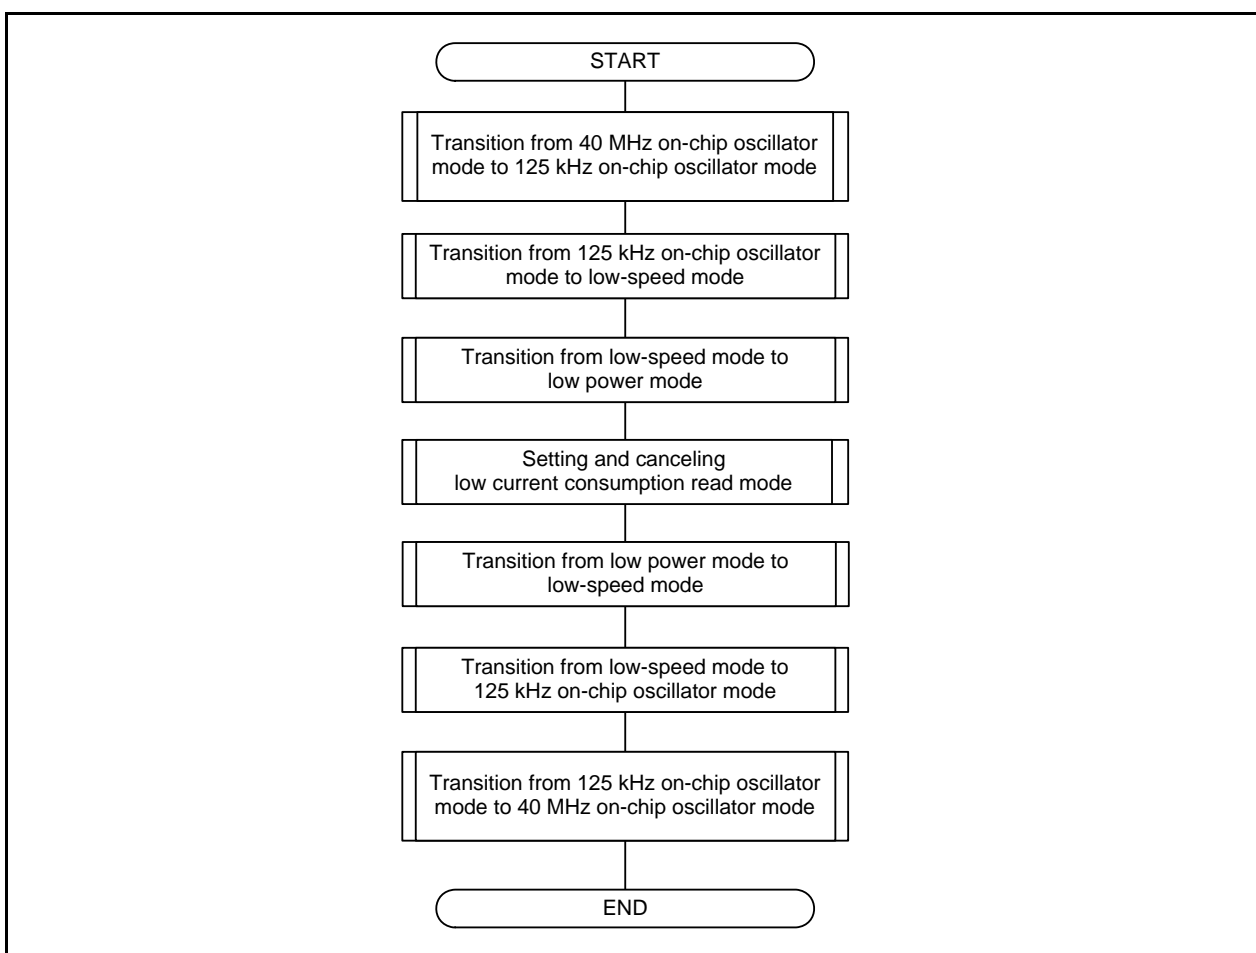 START
Transition from 40 MHz on-chip oscillator
mode to 125 kHz on-chip oscillator mode
Transition from 125 kHz on-chip oscillator
mode to low-speed mode
Transition from low-speed mode to
low power mode
Setting and canceling
low current consumption read mode
Transition from low power mode to
low-speed mode
Transition from low-speed mode to
125 kHz on-chip oscillator mode
Transition from 125 kHz on-chip oscillator
mode to 40 MHz on-chip oscillator mode
END